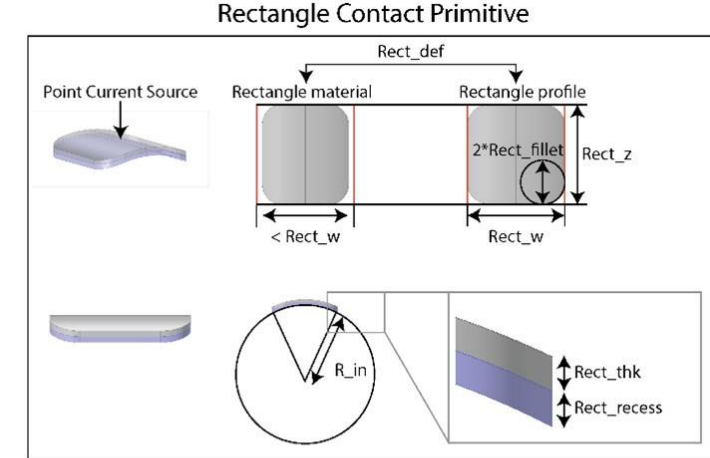 Rectangle Contact Primitive
Rect_def
Point Current Source
Rectangle material
Rectangle profile
2*Rect_fillet
Rect_z
< Rect_w
Rect_w
R_in
Rect_thk
Rect_recess